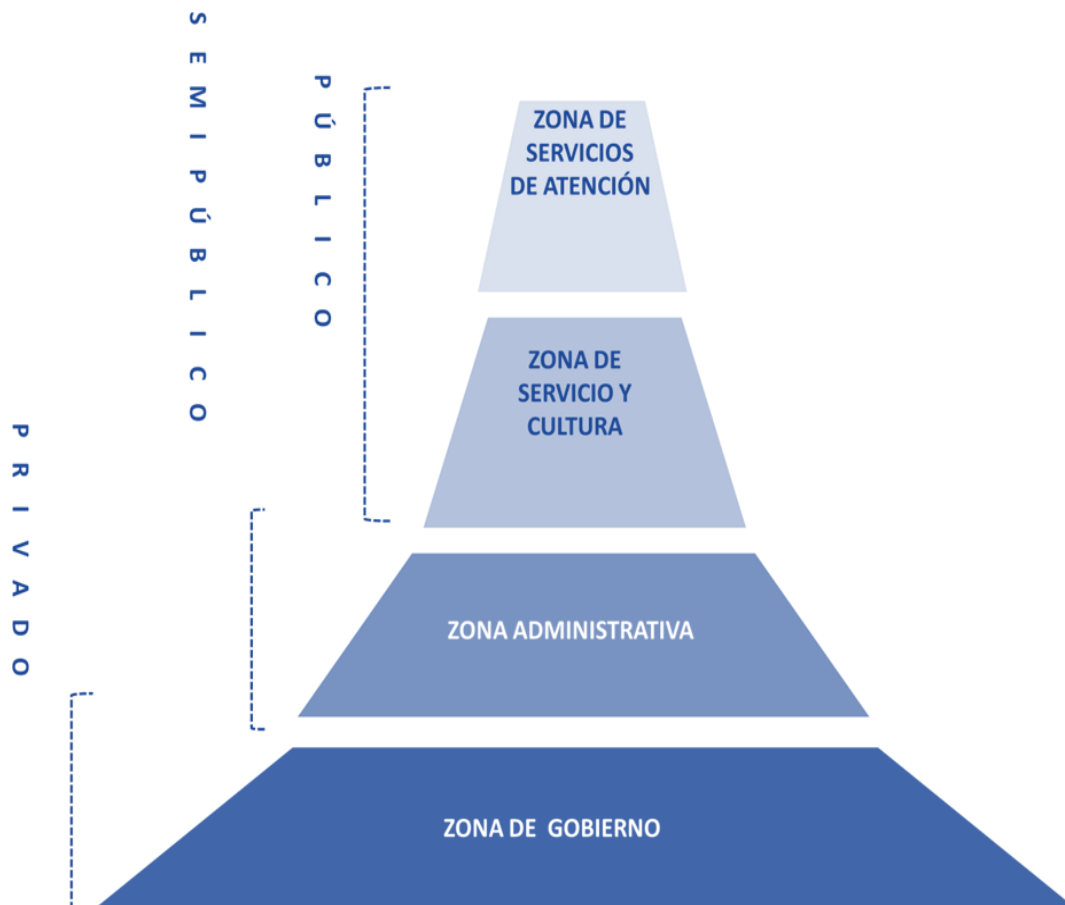 SEMIPÚBLICO
PÚBLICO
PRIVADO
ZONA DE
SERVICIOS
DE ATENCIÓN
ZONA DE
SERVICIO Y
CULTURA
ZONA ADMINISTRATIVA
ZONA DE GOBIERNO